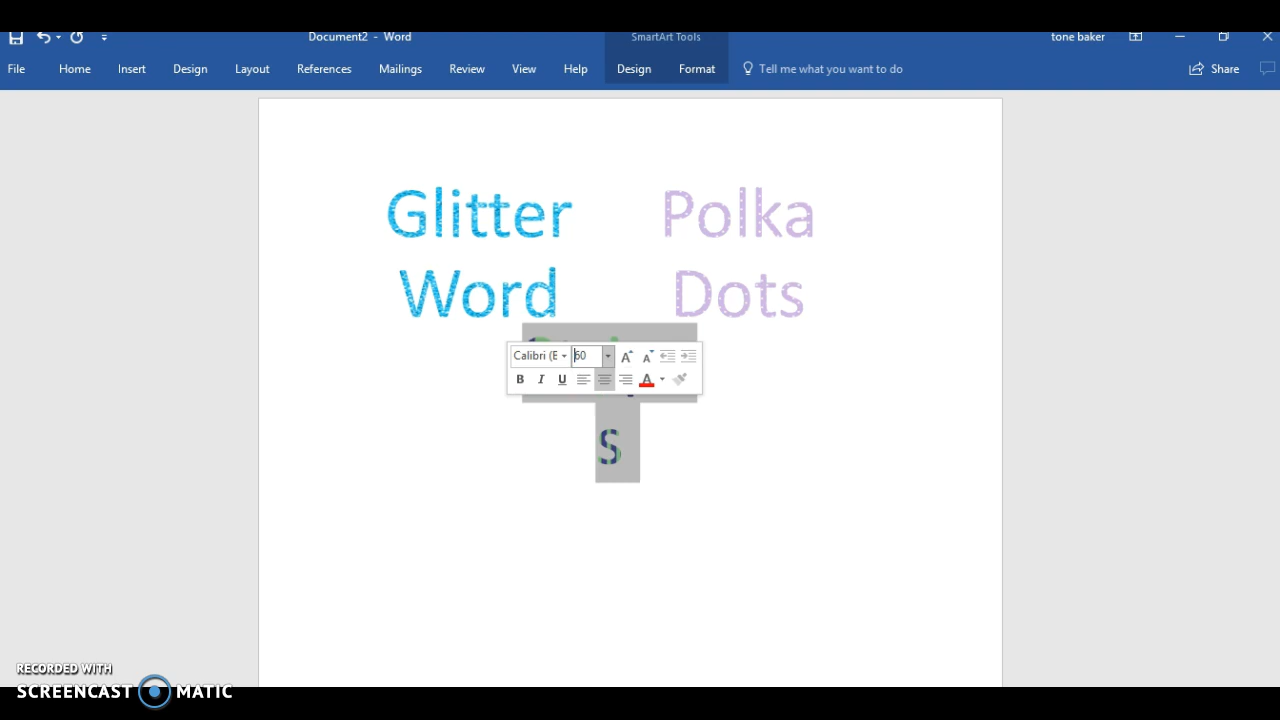 Document2 - Word
SmartArt Tools
tone baker
File Home Insert Design Layout References Mailings Review View Help Design Format Tell me what you want to do Share
Glitter Polka
Word Dots
Calibri (E 60 A A
B I U A
S
RECORDED WITH
SCREENCAST MATIC